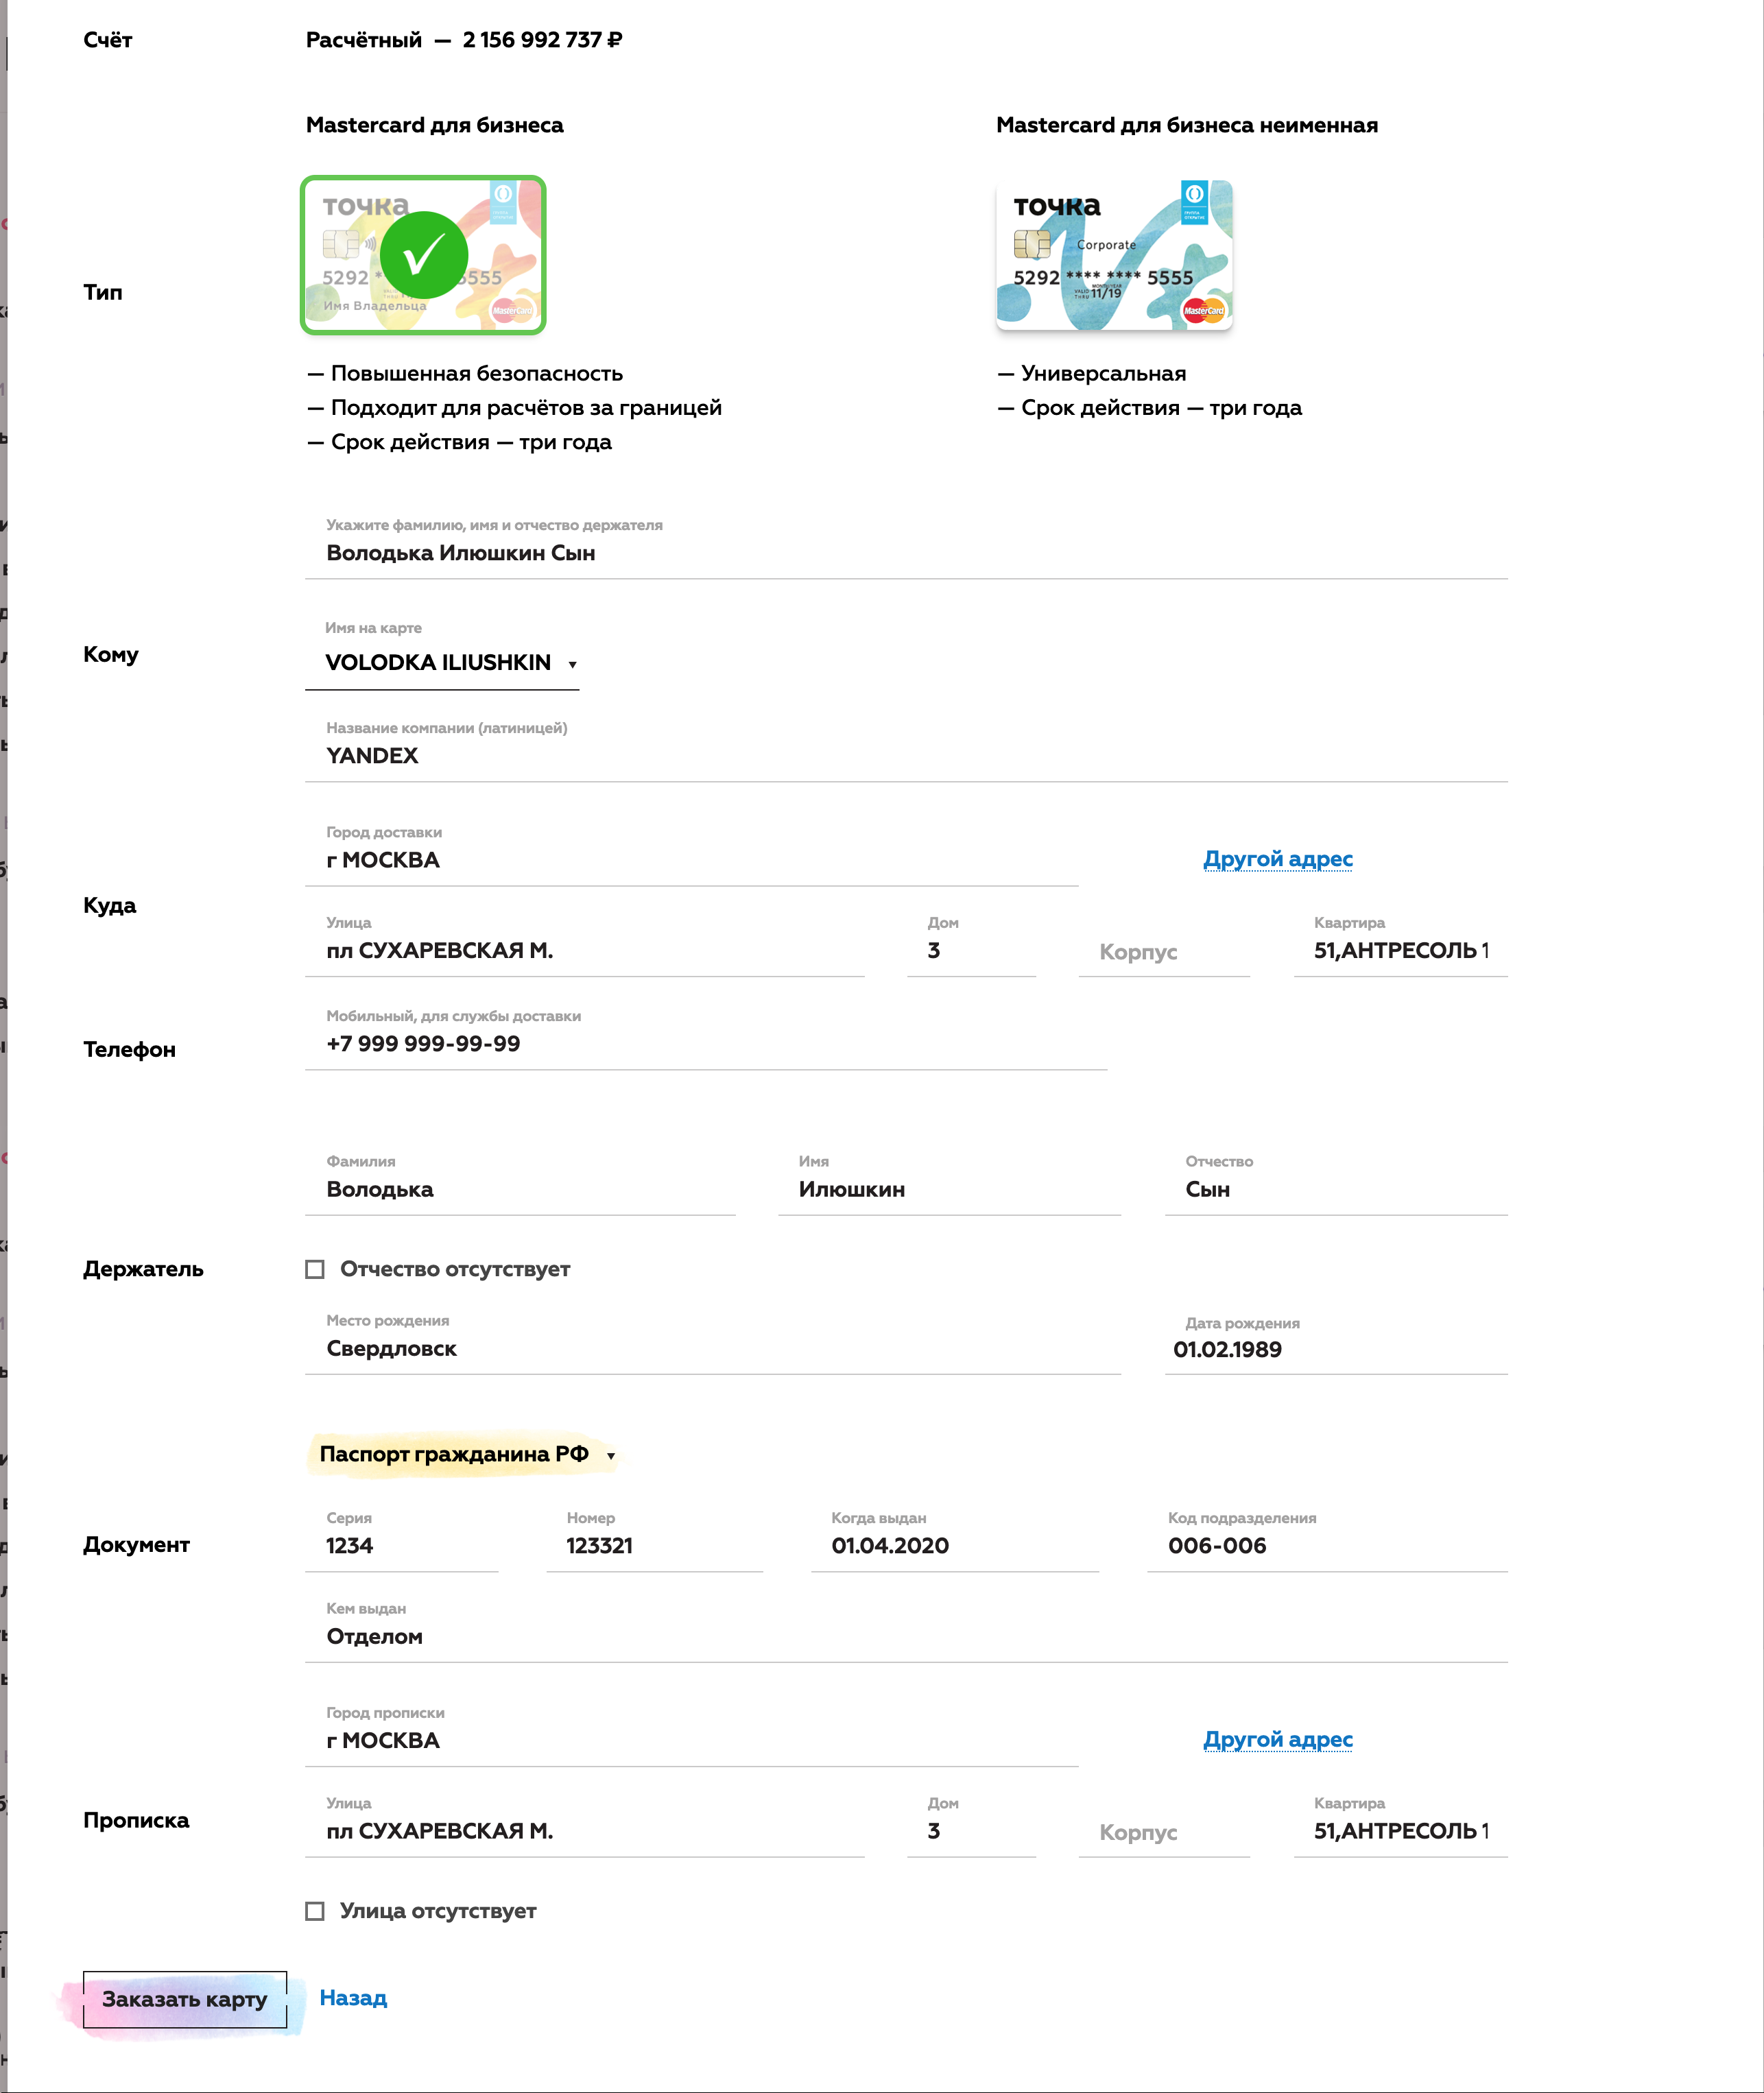 Счёт
Расчётный — 2 156 992 737 ₽
Mastercard для бизнеса
Mastercard для бизнеса неименная
Тип
точка
5292 * 5555
Имя Владельца
MasterCard
точка
Corporate
5292 **** **** 5555
VALID THRU MONTH/YEAR 11/19
MasterCard
— Повышенная безопасность
— Подходит для расчётов за границей
— Срок действия — три года
— Универсальная
— Срок действия — три года
Кому
Укажите фамилию, имя и отчество держателя
Володька Илюшкин Сын
Имя на карте
VOLODKA ILIUSHKIN
Название компании (латиницей)
YANDEX
Куда
Город доставки
г МОСКВА
Другой адрес
Улица
пл СУХАРЕВСКАЯ М.
Дом
3
Корпус
Квартира
51,АНТРЕСОЛЬ 1
Телефон
Мобильный, для службы доставки
+7 999 999-99-99
Держатель
Фамилия
Володька
Имя
Илюшкин
Отчество
Сын
Отчество отсутствует
Место рождения
Свердловск
Дата рождения
01.02.1989
Документ
Паспорт гражданина РФ
Серия
1234
Номер
123321
Когда выдан
01.04.2020
Код подразделения
006-006
Кем выдан
Отделом
Прописка
Город прописки
г МОСКВА
Другой адрес
Улица
пл СУХАРЕВСКАЯ М.
Дом
3
Корпус
Квартира
51,АНТРЕСОЛЬ 1
Улица отсутствует
Заказать карту
Назад